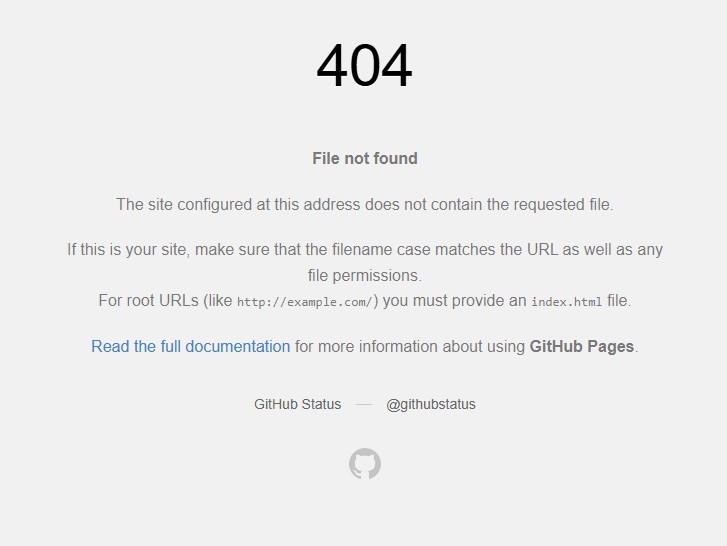 404
File not found
The site configured at this address does not contain the requested file.
If this is your site, make sure that the filename case matches the URL as well as any
file permissions.
For root URLs (like http://example.com/) you must provide an index.html file.
Read the full documentation for more information about using GitHub Pages.
GitHub Status — @githubstatus